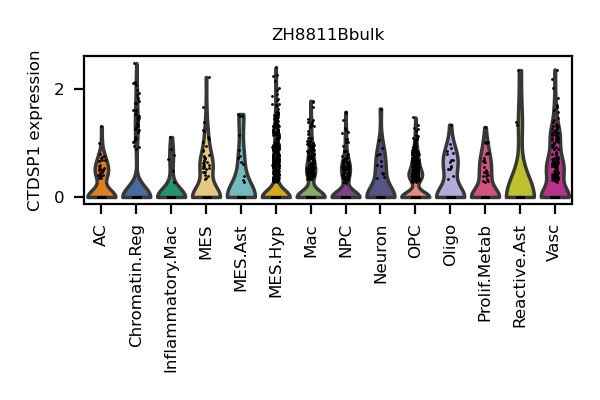 ZH8811Bbulk
CTDSP1 expression
2
0
AC
Chromatin.Reg
Inflammatory.Mac
MES
MES.Ast
MES.Hyp
Mac
NPC
Neuron
OPC
Oligo
Prolif.Metab
Reactive.Ast
Vasc